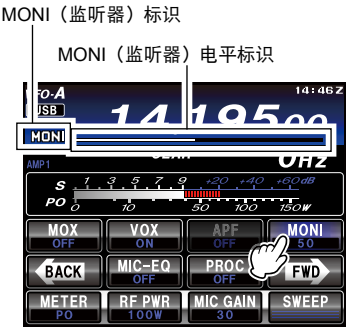 MONI（监听器）标识
MONI（监听器）电平标识
VFO-A 14:46Z
USB 14.195.00
MONI
AMP1 0Hz
S 1 3 5 7 9 +20 +40 +60dB
PO 0 10 50 100 150W
MOX VOX APF MONI
OFF ON OFF 50
BACK MIC-EQ PROC FWD
OFF OFF
METER RF PWR MIC GAIN SWEEP
PO 100W 30